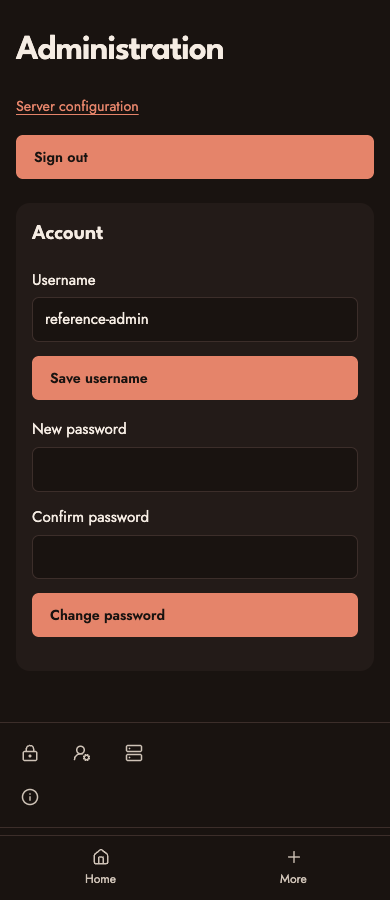 Administration
Server configuration
Sign out
Account
Username
reference-admin
Save username
New password
Confirm password
Change password
Home
More